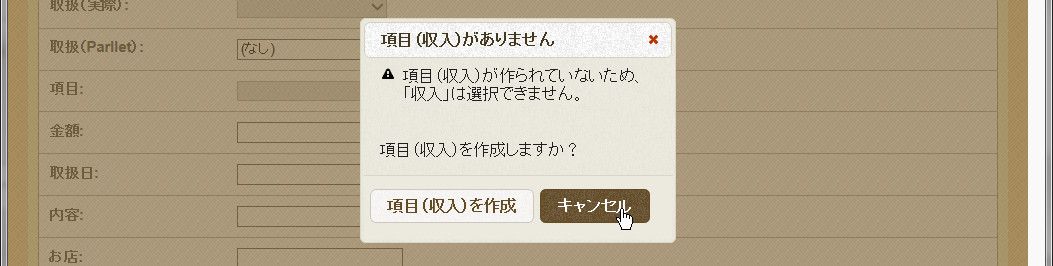 取扱(実際):
取扱(Parilet):
(なし)
項目:
金額:
取扱日:
内容:
お店:
項目(収入)がありません
項目(収入)が作られていないため、
「収入」は選択できません。
項目(収入)を作成しますか？
項目(収入)を作成
キャンセル